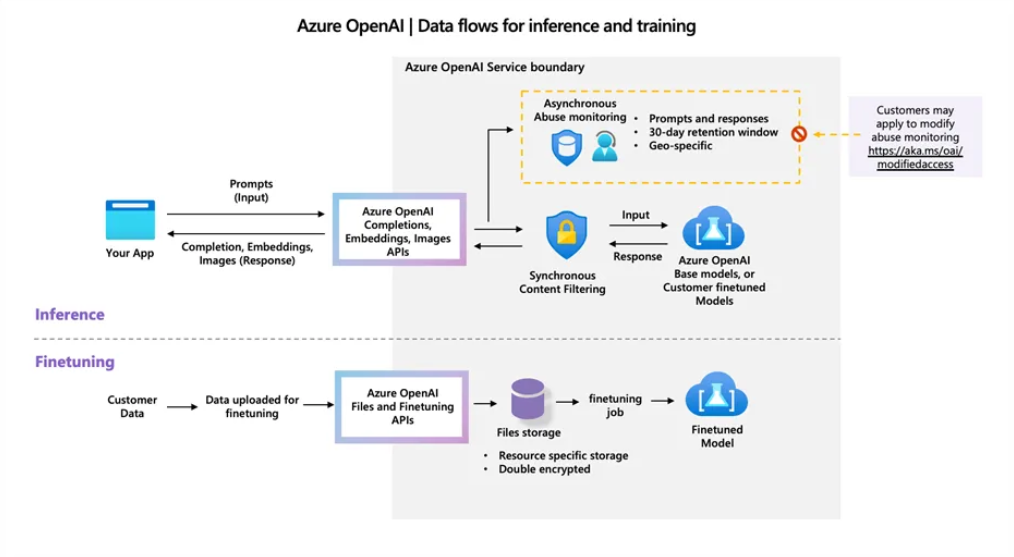 Azure OpenAI | Data flows for inference and training
Azure OpenAI Service boundary
Asynchronous
Abuse monitoring
• Prompts and responses
• 30-day retention window
• Geo-specific
Customers may
apply to modify
abuse monitoring
https://aka.ms/oai/
modifiedaccess
Prompts
(Input)
Your App
Completion, Embeddings,
Images (Response)
Azure OpenAI
Completions,
Embeddings, Images
APIs
Synchronous
Content Filtering
Input
Response
Azure OpenAI
Base models, or
Customer finetuned
Models
Inference
Finetuning
Customer
Data
Data uploaded for
finetuning
Azure OpenAI
Files and Finetuning
APIs
Files storage
• Resource specific storage
• Double encrypted
finetuning
job
Finetuned
Model